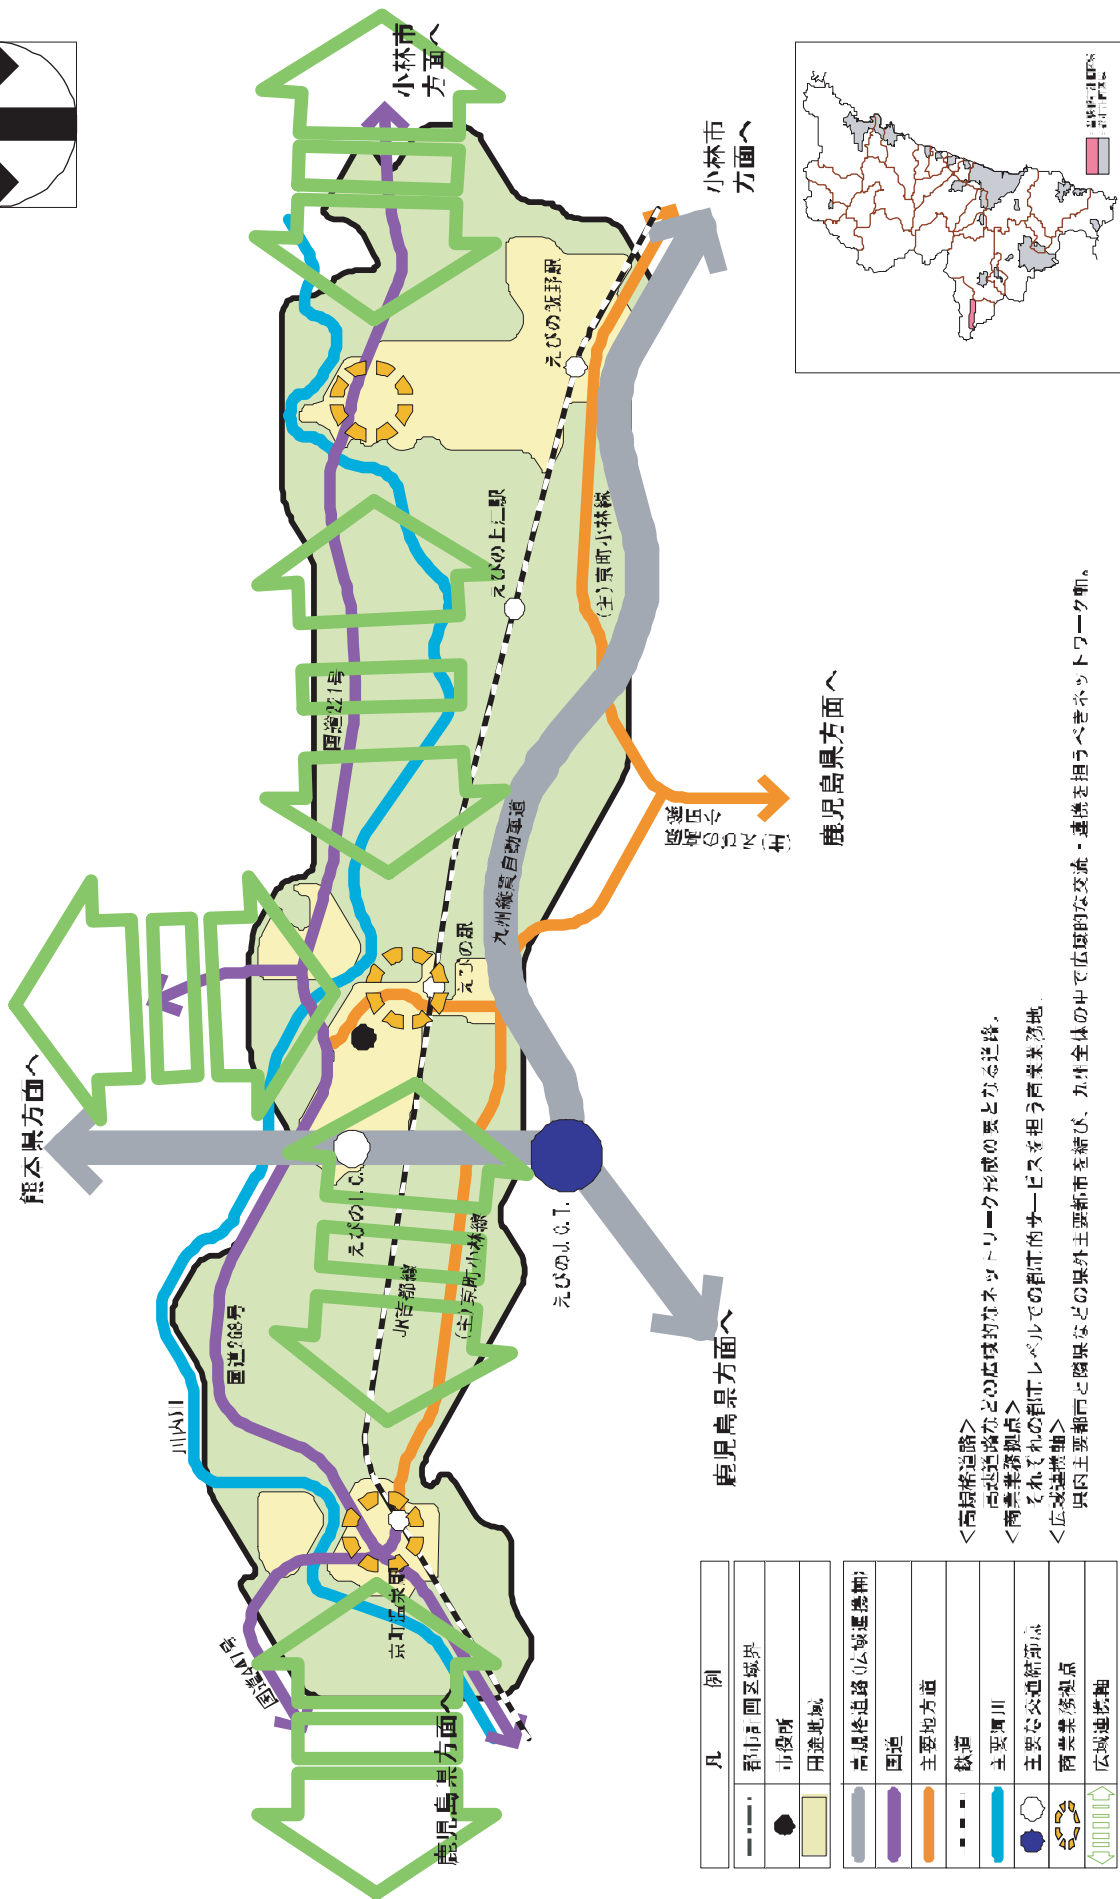 小林市
方面へ
小林市
方面へ
えびの飯野駅
えびの上江駅
(主)京町小林線
国道221号
鹿児島県方面へ
九州縦貫自動車道
えびの駅
熊本県方面へ
えびのI.C.
えびのJ.C.T.
JR吉都線
(主)京町小林線
国道268号
川内川
鹿児島県方面へ
京町温泉駅
国道447号
鹿児島県方面へ
<高規格道路>
高速道路などの広域的なネットワーク形成の要となる道路。
<商業業務拠点>
それぞれの都市レベルでの都市的サービスを担う商業業務地。
<広域連携軸>
県内主要都市と隣県などの県外主要都市を結び、九州全体の中で広域的な交流・連携を担うべきネットワーク軸。
凡　例
都市計画区域界
市役所
用途地域
高規格道路(広域連携軸)
国道
主要地方道
鉄道
主要河川
主要な交通結節点
商業業務拠点
広域連携軸